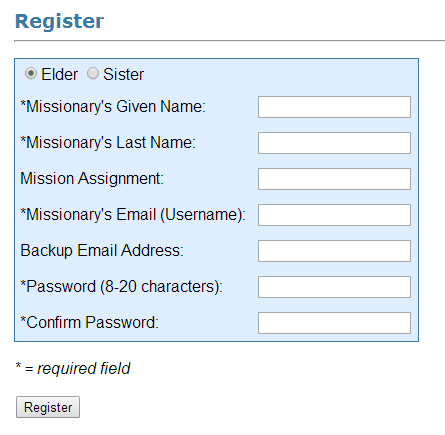 Register
Elder Sister
*Missionary's Given Name:
*Missionary's Last Name:
Mission Assignment:
*Missionary's Email (Username):
Backup Email Address:
*Password (8-20 characters):
*Confirm Password:
* = required field
Register